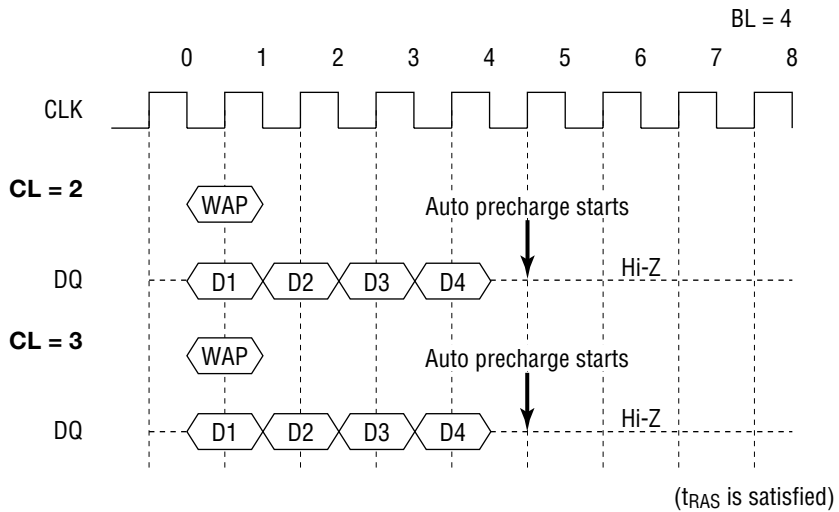 BL = 4
0 1 2 3 4 5 6 7 8
CLK
CL = 2
WAP
Auto precharge starts
DQ
D1 D2 D3 D4
Hi-Z
CL = 3
WAP
Auto precharge starts
DQ
D1 D2 D3 D4
Hi-Z
(tRAS is satisfied)